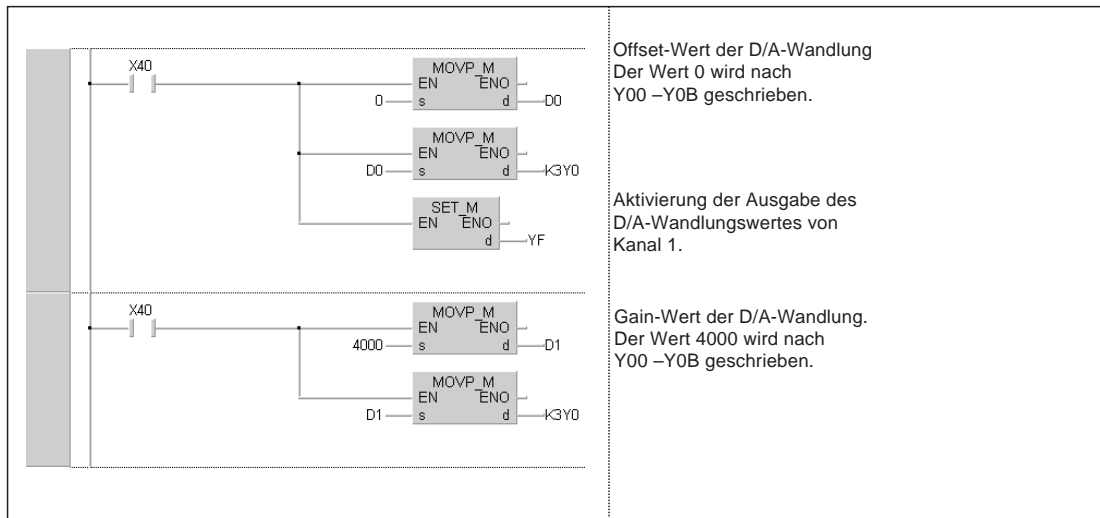 X40
MOVP_M
EN ENO
0 s d D0
MOVP_M
EN ENO
D0 s d K3Y0
SET_M
EN ENO
d YF
Offset-Wert der D/A-Wandlung
Der Wert 0 wird nach
Y00 –Y0B geschrieben.
Aktivierung der Ausgabe des
D/A-Wandlungswertes von
Kanal 1.
X40
MOVP_M
EN ENO
4000 s d D1
MOVP_M
EN ENO
D1 s d K3Y0
Gain-Wert der D/A-Wandlung.
Der Wert 4000 wird nach
Y00 –Y0B geschrieben.